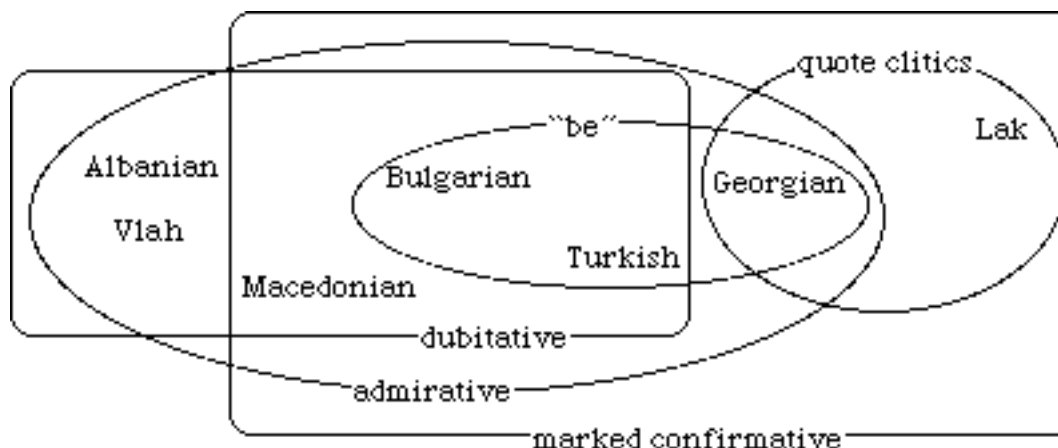 quote clitics
"be"
Lak
Albanian
Bulgarian
Georgian
Vlah
Turkish
Macedonian
dubitative
admirative
marked confirmative